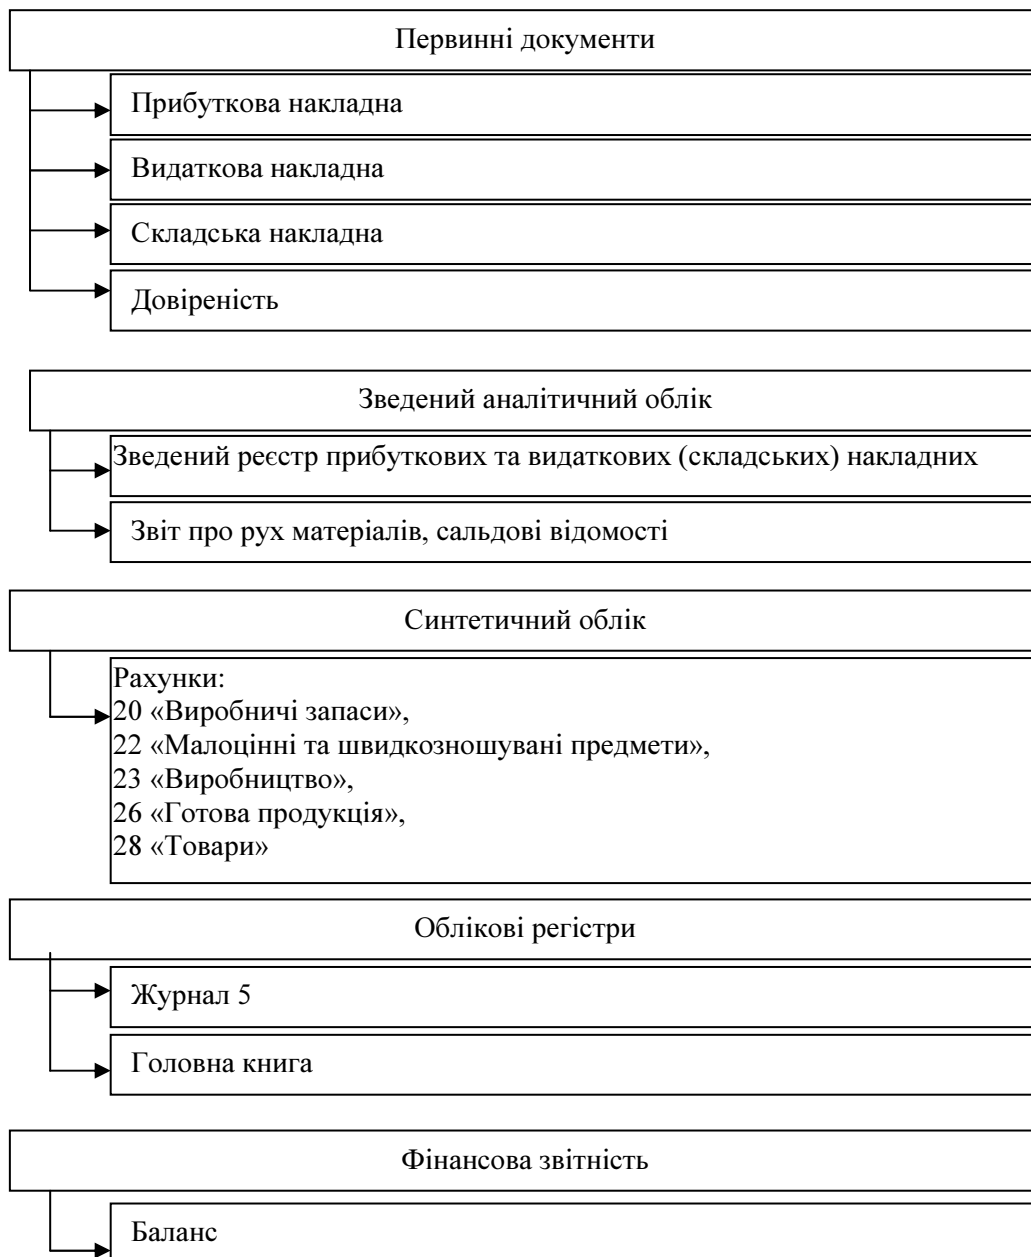 Первинні документи
Прибуткова накладна
Видаткова накладна
Складська накладна
Довіреність
Зведений аналітичний облік
Зведений реєстр прибуткових та видаткових (складських) накладних
Звіт про рух матеріалів, сальдові відомості
Синтетичний облік
Рахунки:
20 «Виробничі запаси»,
22 «Малоцінні та швидкозношувані предмети»,
23 «Виробництво»,
26 «Готова продукція»,
28 «Товари»
Облікові регістри
Журнал 5
Головна книга
Фінансова звітність
Баланс